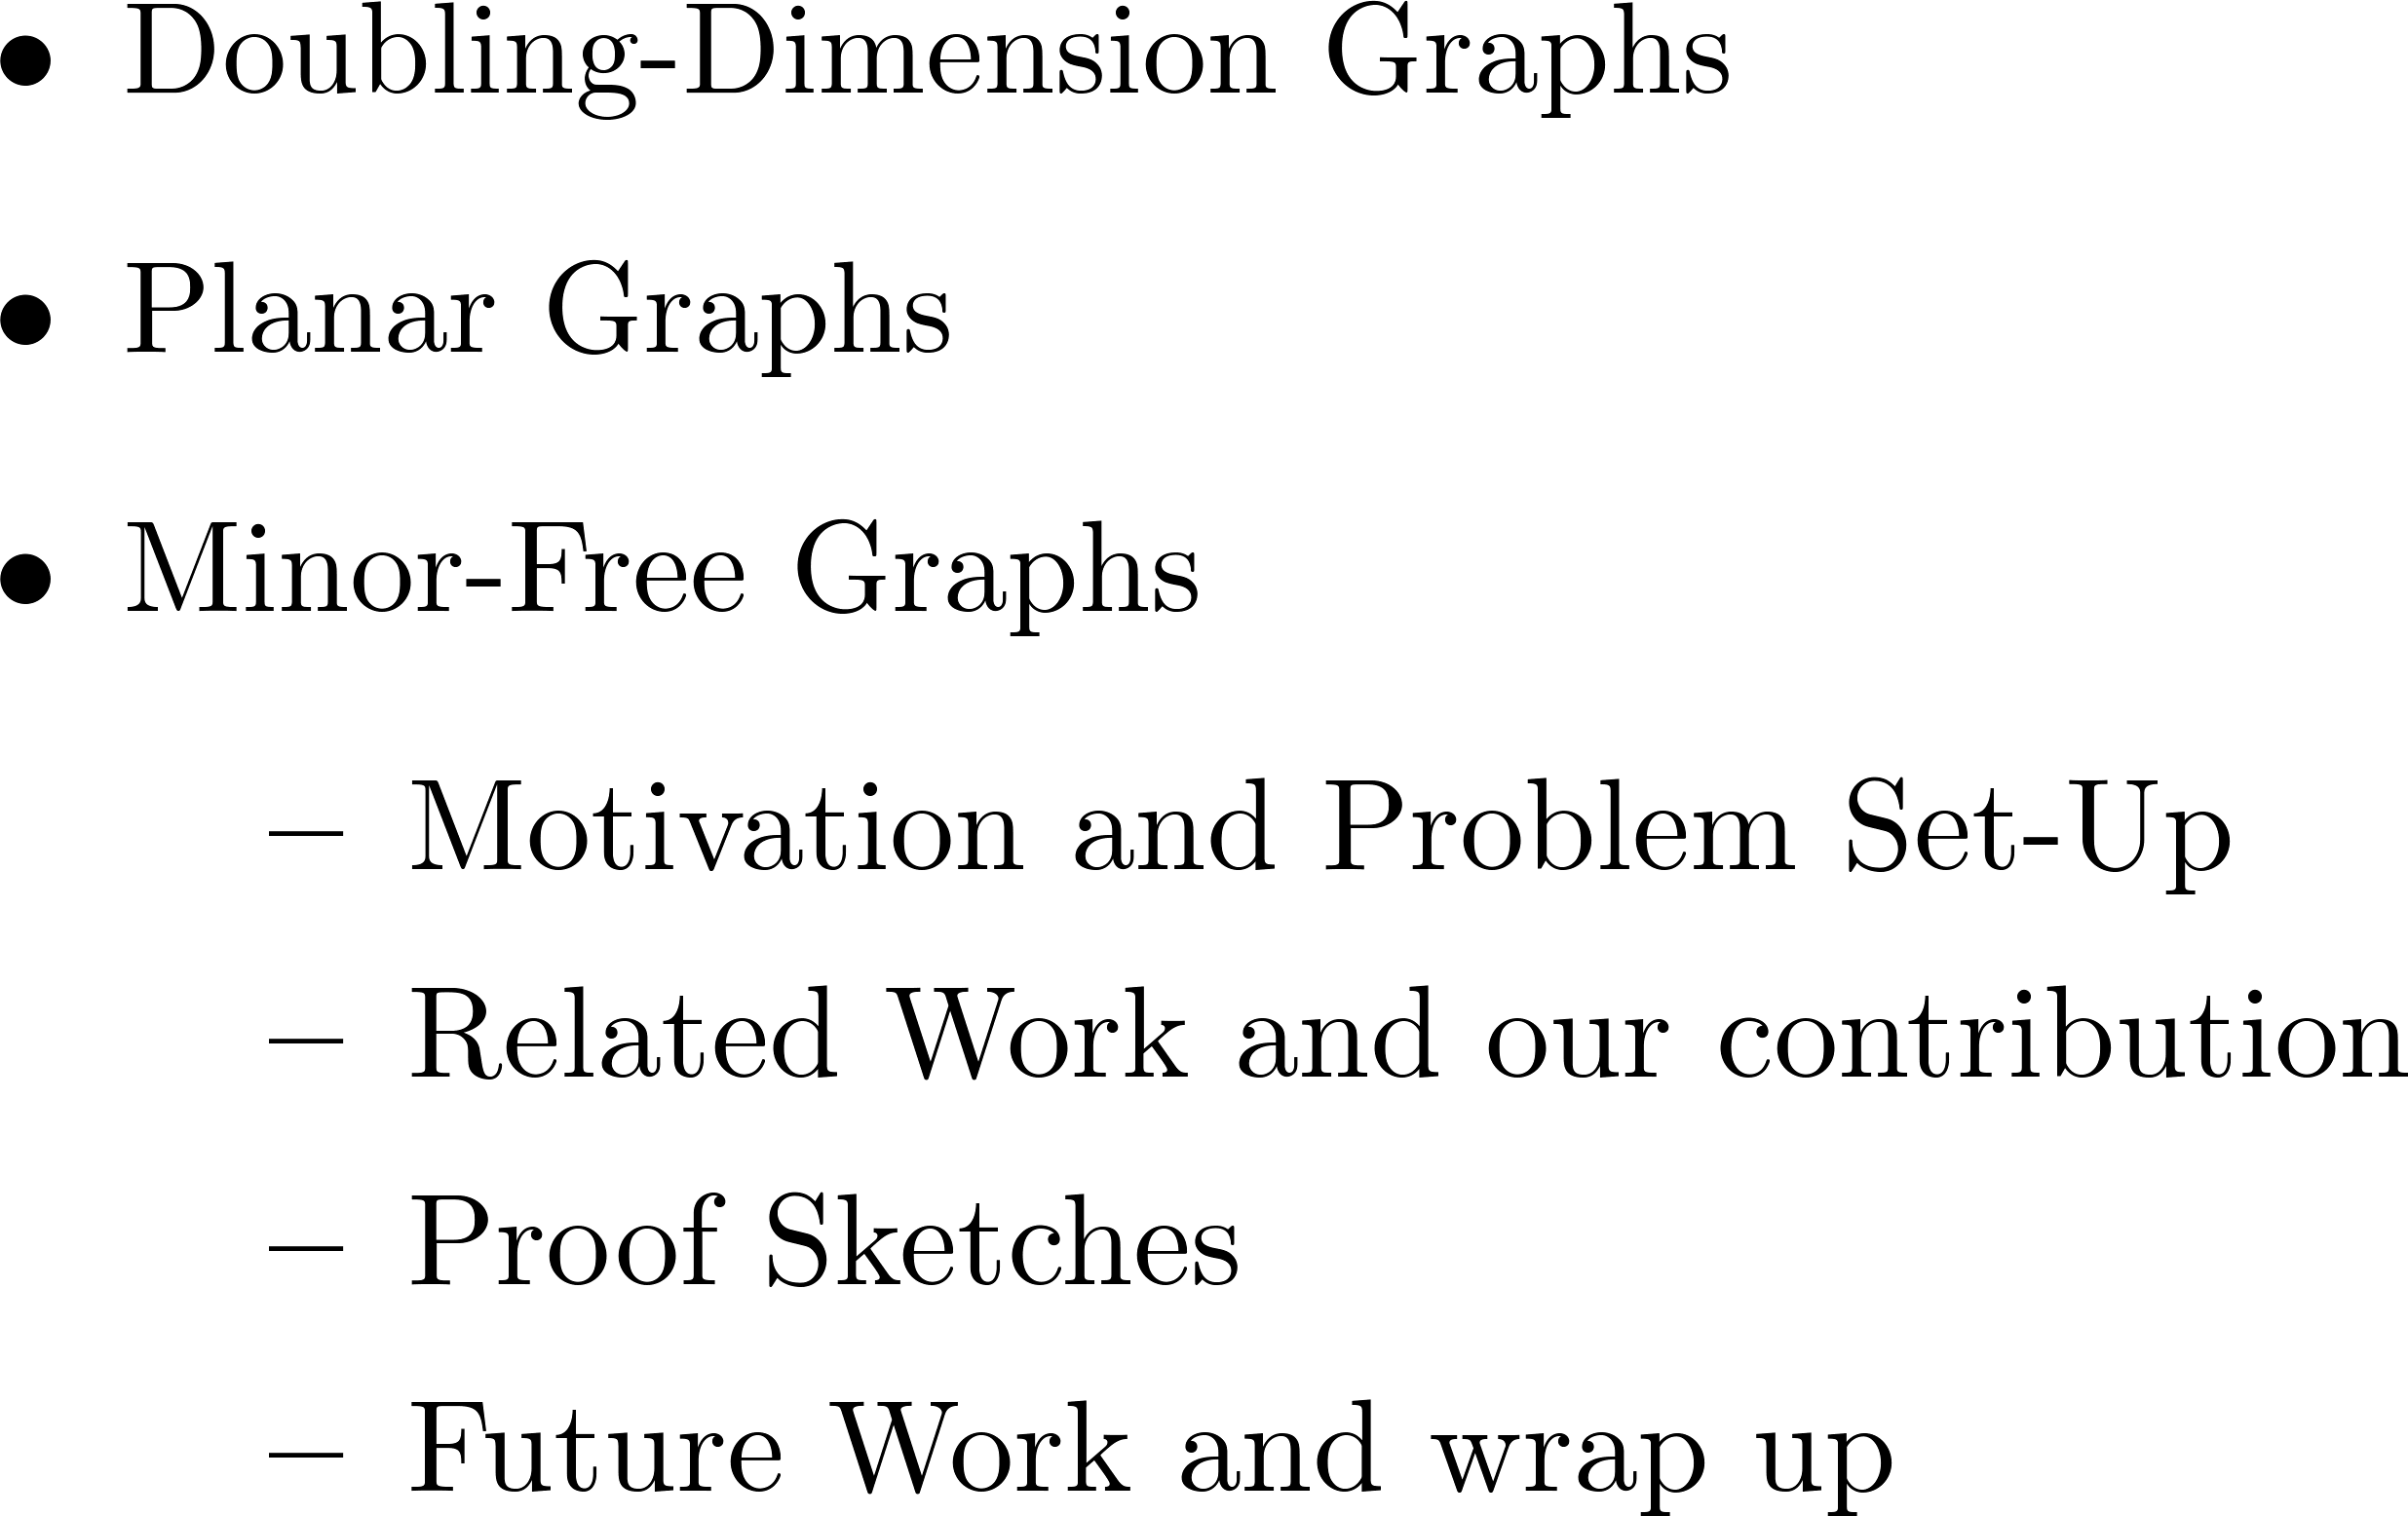 • Doubling-Dimension Graphs
• Planar Graphs
• Minor-Free Graphs
– Motivation and Problem Set-Up
– Related Work and our contribution
– Proof Sketches
– Future Work and wrap up